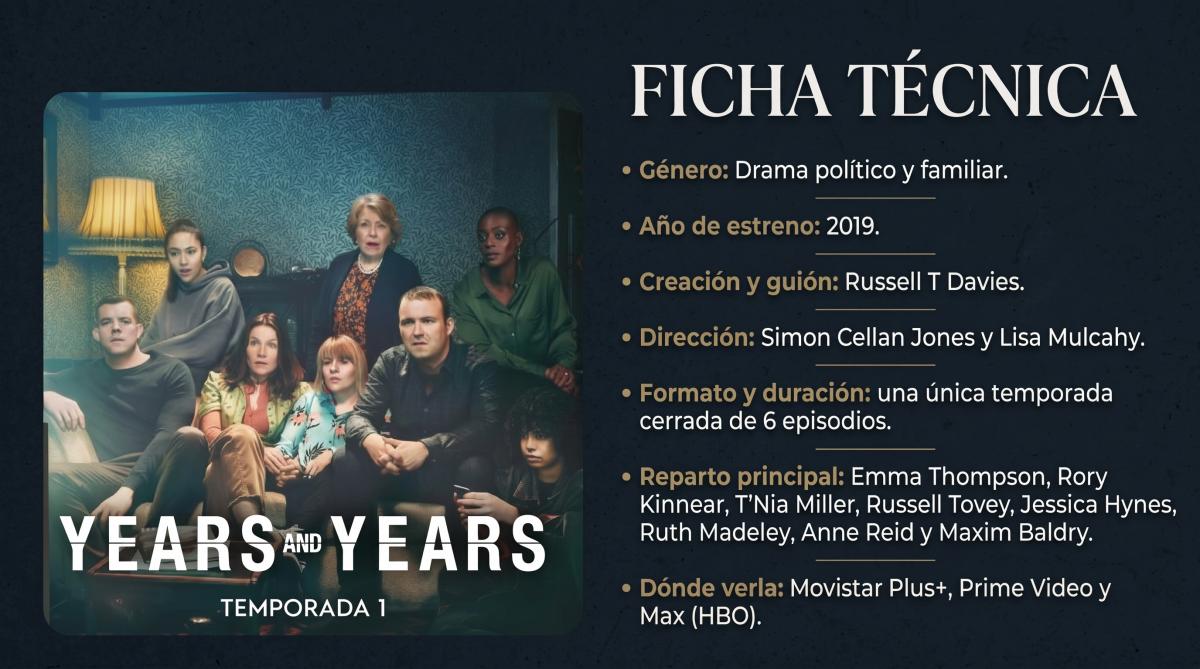 FICHA TÉCNICA
• Género: Drama político y familiar.
• Año de estreno: 2019.
• Creación y guión: Russell T Davies.
• Dirección: Simon Cellan Jones y Lisa Mulcahy.
• Formato y duración: una única temporada
cerrada de 6 episodios.
• Reparto principal: Emma Thompson, Rory
Kinnear, T'Nia Miller, Russell Tovey, Jessica Hynes,
Ruth Madeley, Anne Reid y Maxim Baldry.
• Dónde verla: Movistar Plus+, Prime Video y
Max (HBO).
YEARS AND YEARS
TEMPORADA 1